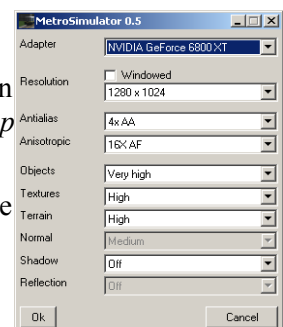 MetroSimulator 0.5
Adapter NVIDIA GeForce 6800 XT
Windowed
n Resolution 1280 x 1024
p Antialias 4x AA
Anisotropic 16X AF
Objects Very high
e Textures High
Terrain High
Normal Medium
Shadow Off
Reflection Off
Ok Cancel